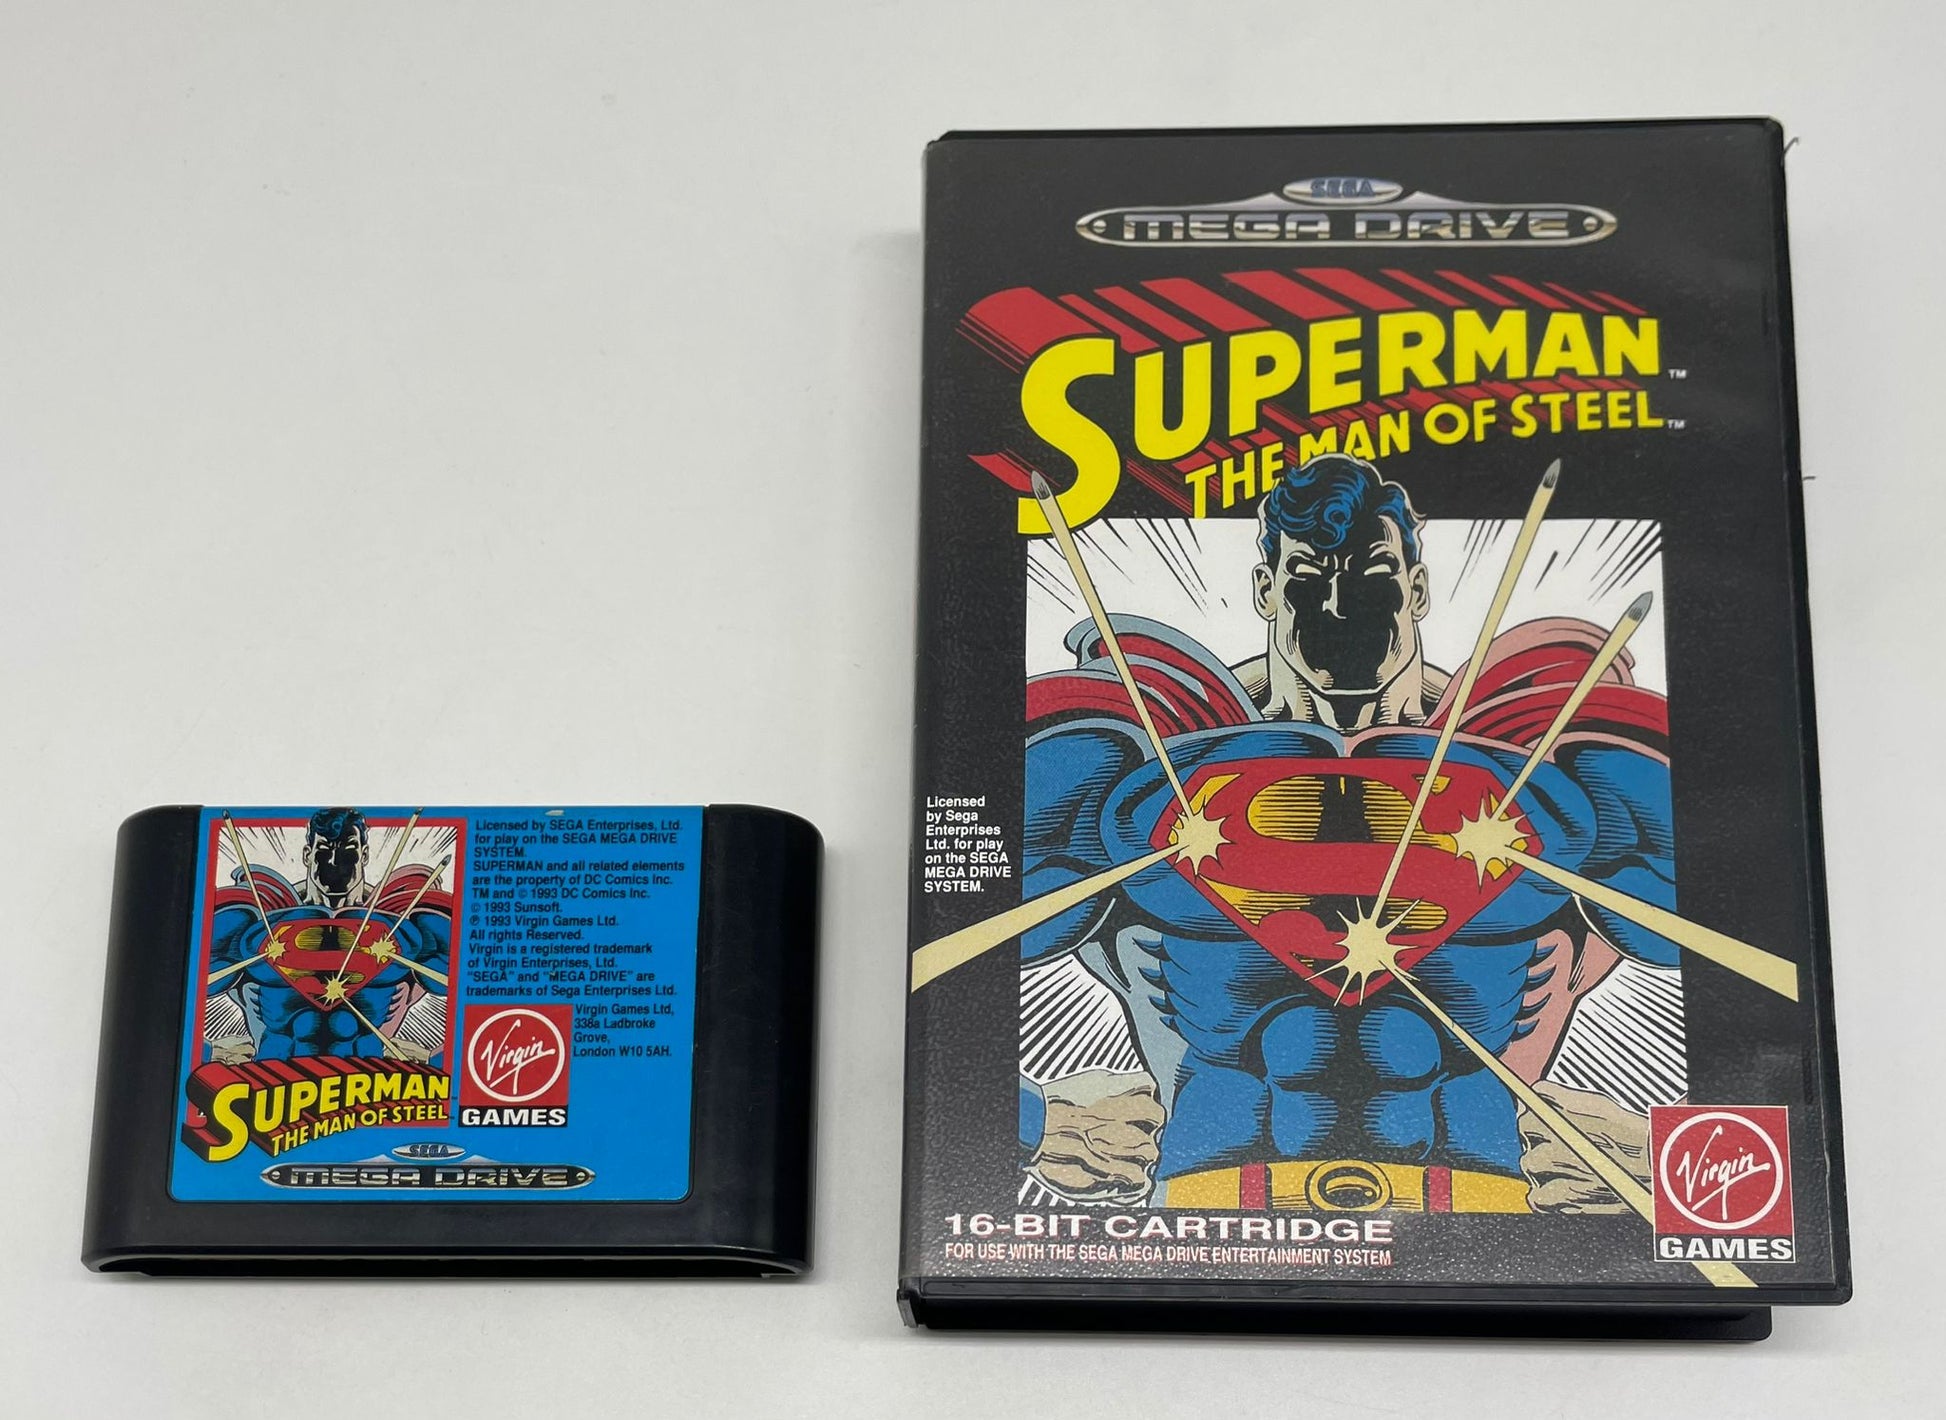 Licensed by SEGA Enterprises, Ltd.
for play on the SEGA MEGA DRIVE
SYSTEM.
SUPERMAN and all related elements
are the property of DC Comics Inc.
TM and © 1993 DC Comics Inc.
© 1993 Sunsoft.
℗ 1993 Virgin Games Ltd.
All rights Reserved.
Virgin is a registered trademark
of Virgin Enterprises, Ltd.
"SEGA" and "MEGA DRIVE" are
trademarks of Sega Enterprises Ltd.
Virgin Games Ltd,
338a Ladbroke
Grove,
London W10 5AH.
Virgin
GAMES
SUPERMAN
THE MAN OF STEEL
SEGA
MEGA DRIVE
SEGA
MEGA DRIVE
SUPERMAN™
THE MAN OF STEEL™
Licensed
by Sega
Enterprises
Ltd. for play
on the SEGA
MEGA DRIVE
SYSTEM.
S
16-BIT CARTRIDGE
FOR USE WITH THE SEGA MEGA DRIVE ENTERTAINMENT SYSTEM
Virgin
GAMES